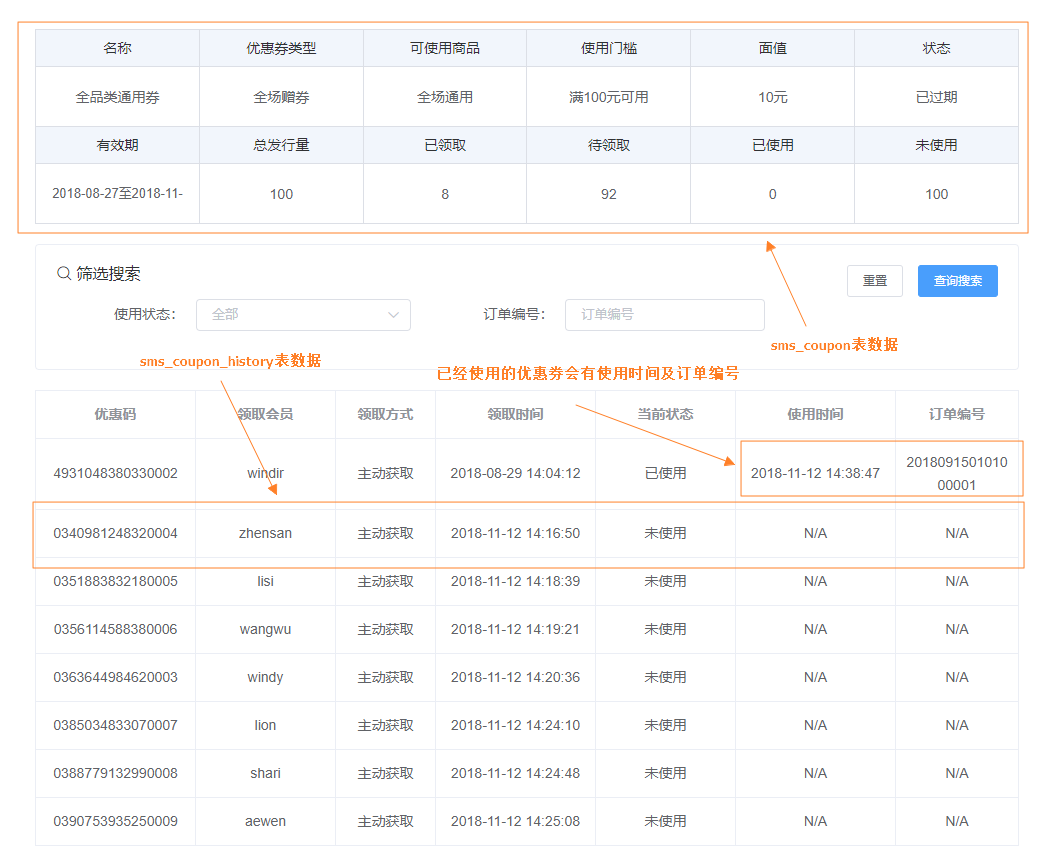 名称 优惠券类型 可使用商品 使用门槛 面值 状态
全品类通用券 全场赠券 全场通用 满100元可用 10元 已过期
有效期 总发行量 已领取 待领取 已使用 未使用
2018-08-27至2018-11- 100 8 92 0 100
筛选搜索 重置 查询搜索
使用状态： 全部 订单编号： 订单编号
sms_coupon表数据
sms_coupon_history表数据
已经使用的优惠券会有使用时间及订单编号
优惠码 领取会员 领取方式 领取时间 当前状态 使用时间 订单编号
4931048380330002 windir 主动获取 2018-08-29 14:04:12 已使用 2018-11-12 14:38:47 2018091501010
00001
0340981248320004 zhensan 主动获取 2018-11-12 14:16:50 未使用 N/A N/A
0351883832180005 lisi 主动获取 2018-11-12 14:18:39 未使用 N/A N/A
0356114588380006 wangwu 主动获取 2018-11-12 14:19:21 未使用 N/A N/A
0363644984620003 windy 主动获取 2018-11-12 14:20:36 未使用 N/A N/A
0385034833070007 lion 主动获取 2018-11-12 14:24:10 未使用 N/A N/A
0388779132990008 shari 主动获取 2018-11-12 14:24:48 未使用 N/A N/A
0390753935250009 aewen 主动获取 2018-11-12 14:25:08 未使用 N/A N/A